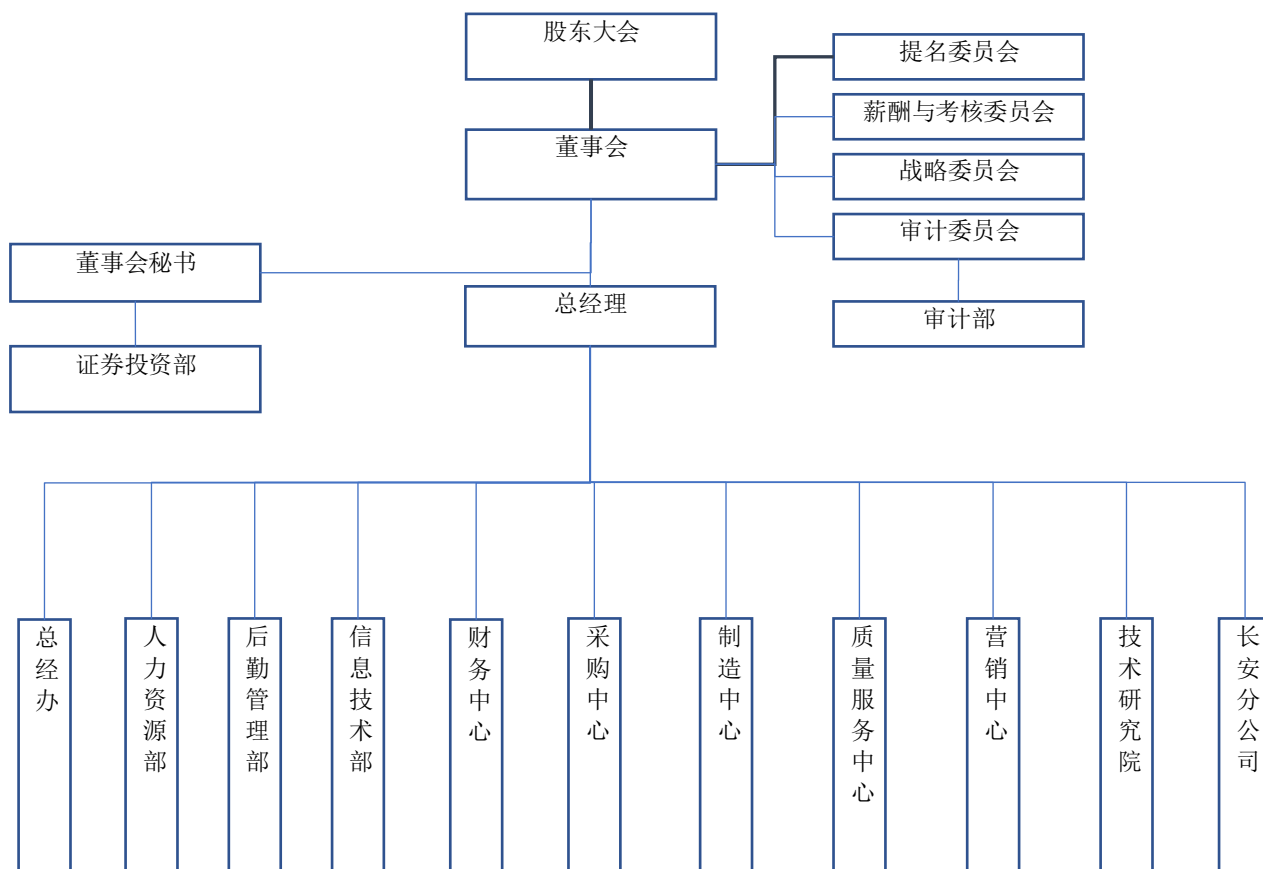 股东大会
提名委员会
薪酬与考核委员会
董事会
战略委员会
审计委员会
董事会秘书
总经理
审计部
证券投资部
总经办
人力资源部
后勤管理部
信息技术部
财务中心
采购中心
制造中心
质量服务中心
营销中心
技术研究院
长安分公司